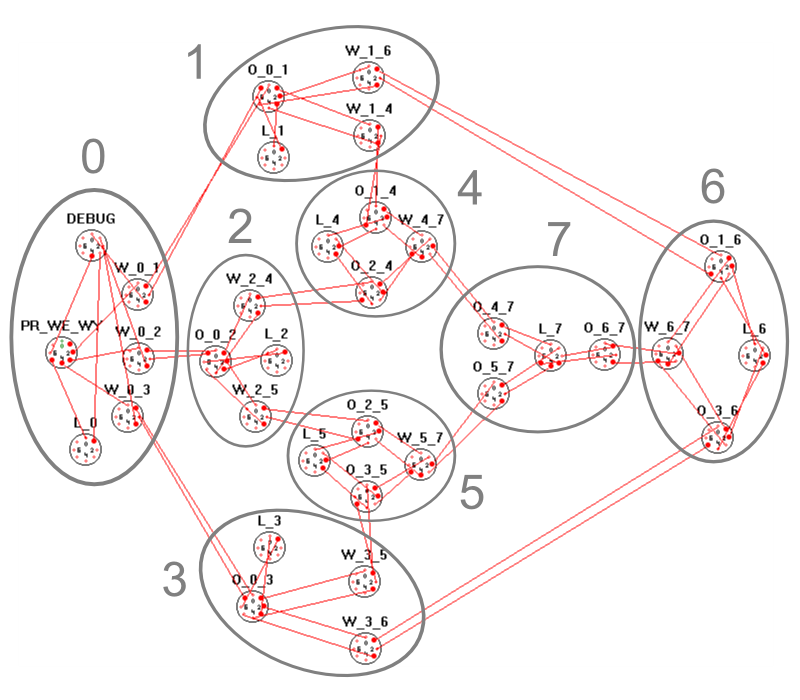 1
W_1_6
O_0_1
W_1_4
L_1
0
DEBUG
W_0_1
PR_WE_WY
W_0_2
W_0_3
L_0
2
W_2_4
O_0_2
L_2
W_2_5
4
O_1_4
L_4
W_4_7
O_2_4
7
O_4_7
L_7
O_6_7
O_5_7
6
O_1_6
W_6_7
L_6
O_3_6
O_2_5
L_5
W_5_7
O_3_5
5
3
L_3
O_0_3
W_3_5
W_3_6